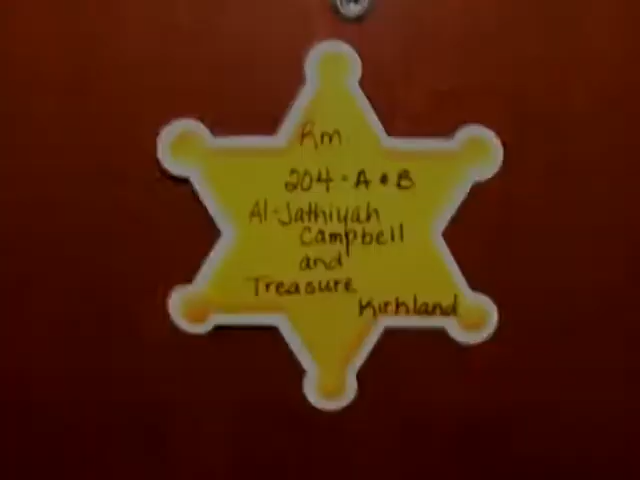 Rm
204-A & B
Al-Jathiyah
Campbell
and
Treasure
Kirkland